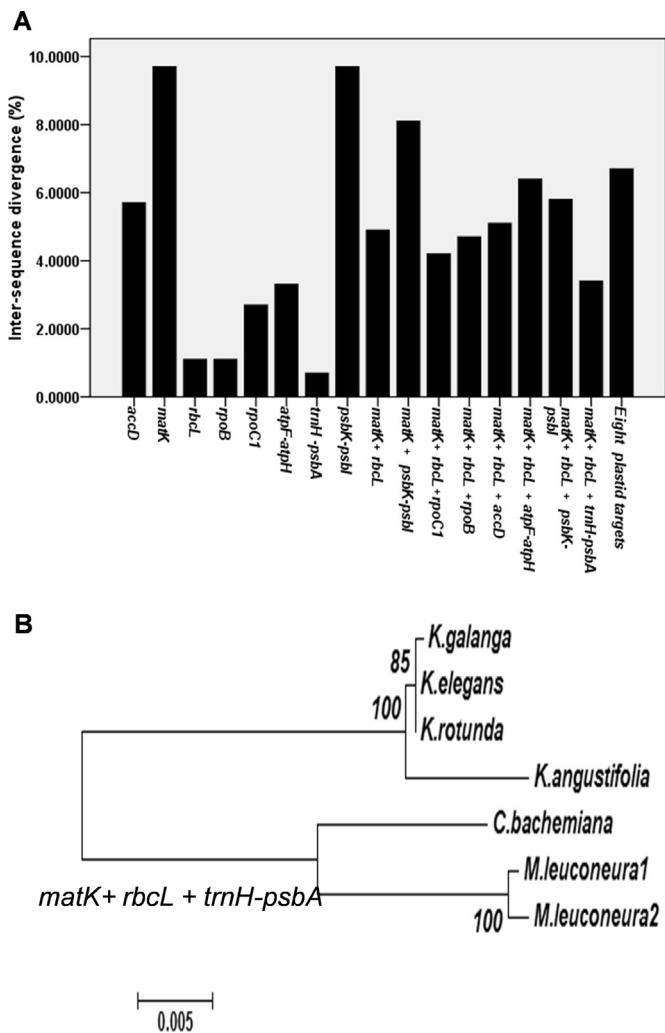 A
Inter-sequence divergence (%)
10.0000
8.0000
6.0000
4.0000
2.0000
0.0000
accD
matK
rbcL
rpoB
rpoC1
atpF-atpH
trnH -psbA
psbK-psbI
matK+ rbcL
matK + psbK-psbI
matK + rbcL +rpoC1
matK + rbcL +rpoB
matK + rbcL + accD
matK + rbcL + atpF-atpH
matK + rbcL + psbK-
psbI
matK + rbcL + trnH-psbA
Eight plastid targets
B
K.galanga
85
K.elegans
100
K.rotunda
K.angustifolia
C.bachemiana
M.leuconeura1
matK+ rbcL + trnH-psbA
100
M.leuconeura2
0.005